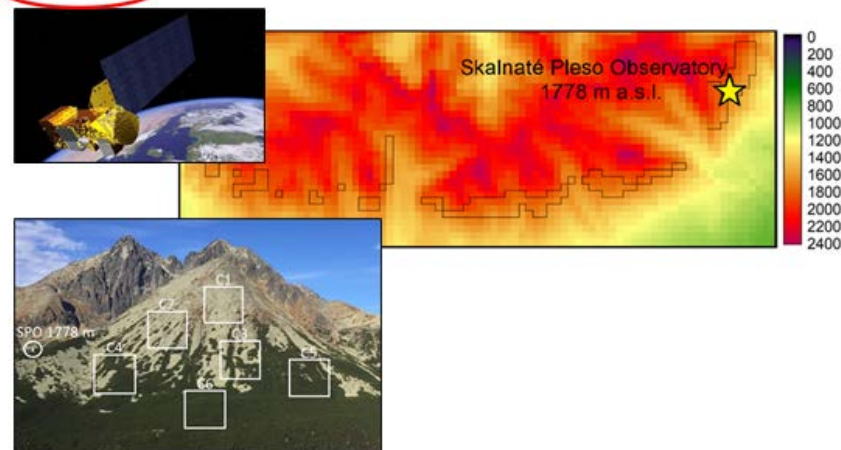 Skalnaté Pleso Observatory
1778 m a.s.l.
0
200
400
600
800
1000
1200
1400
1600
1800
2000
2200
2400
C1
C2
SPO 1778 m
C3
C4
C5
C6